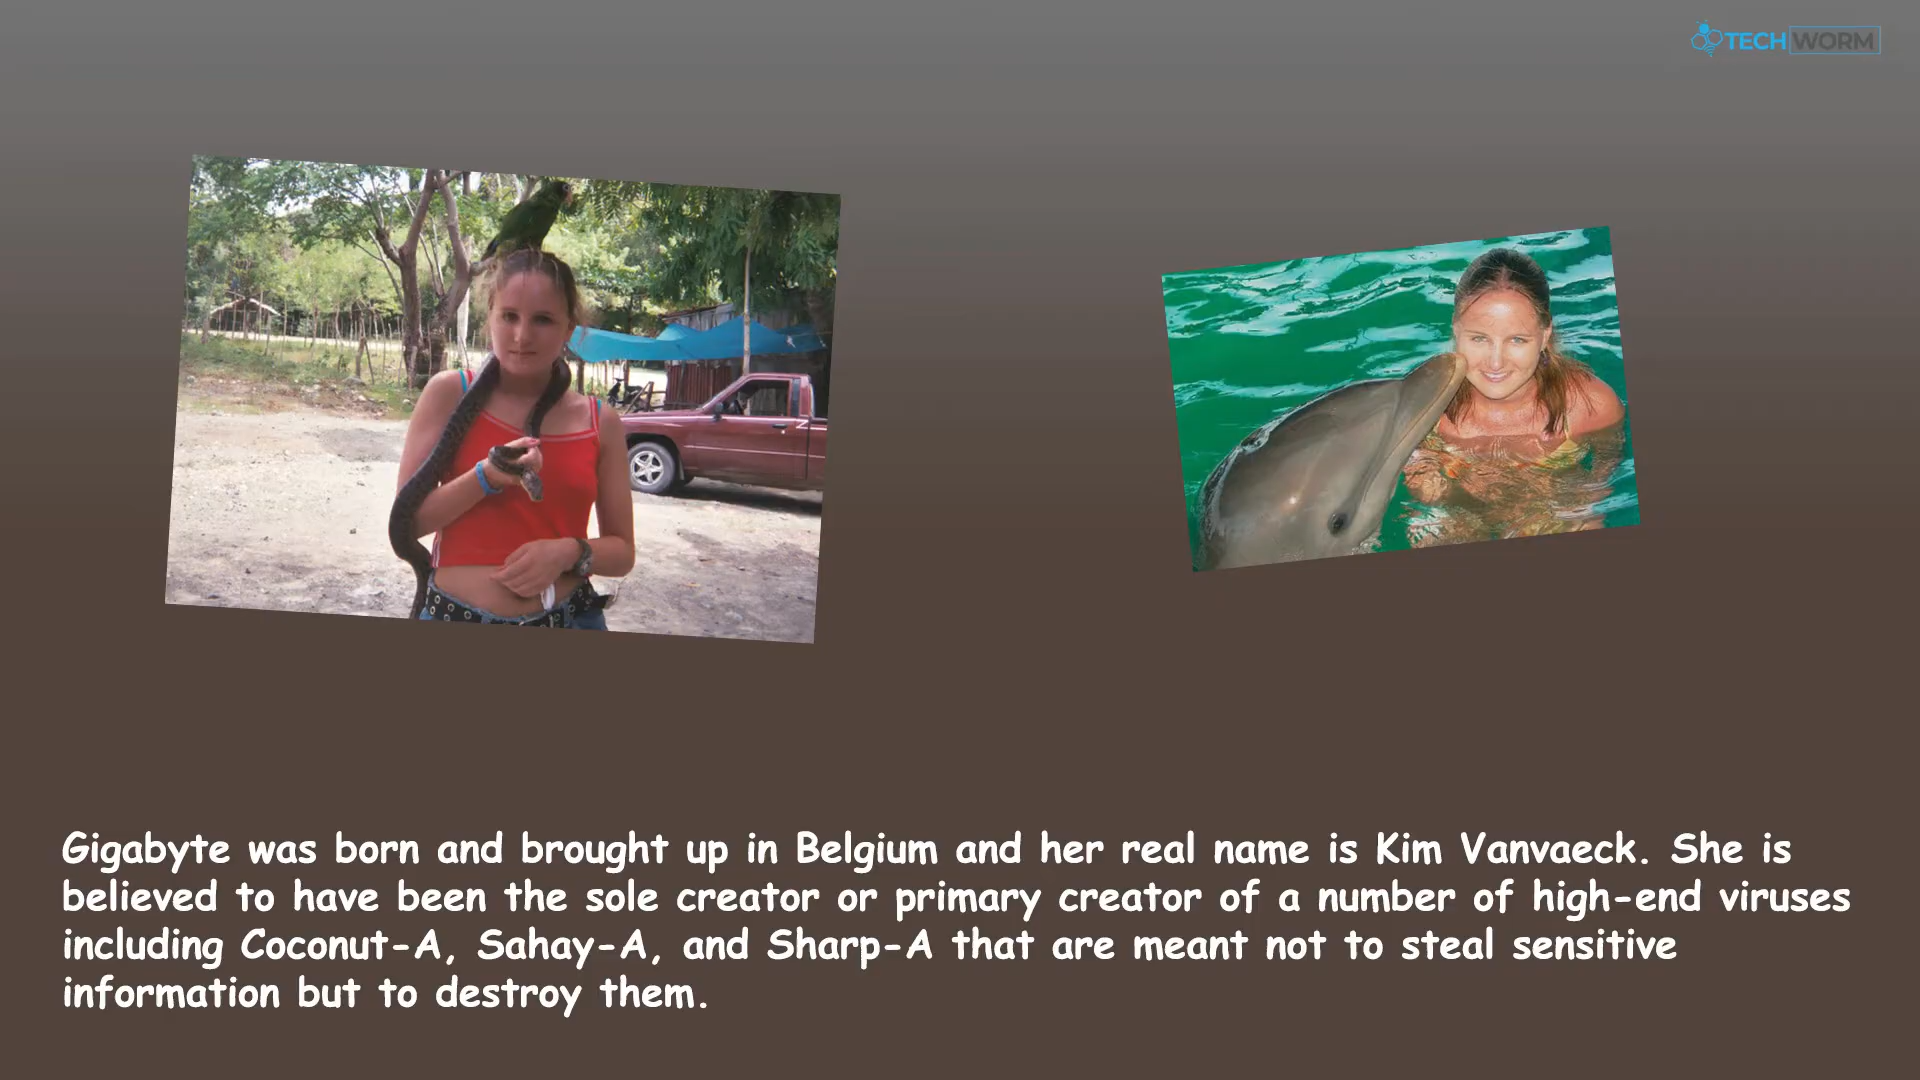 TECHWORM
Gigabyte was born and brought up in Belgium and her real name is Kim Vanvaeck. She is
believed to have been the sole creator or primary creator of a number of high-end viruses
including Coconut-A, Sahay-A, and Sharp-A that are meant not to steal sensitive
information but to destroy them.